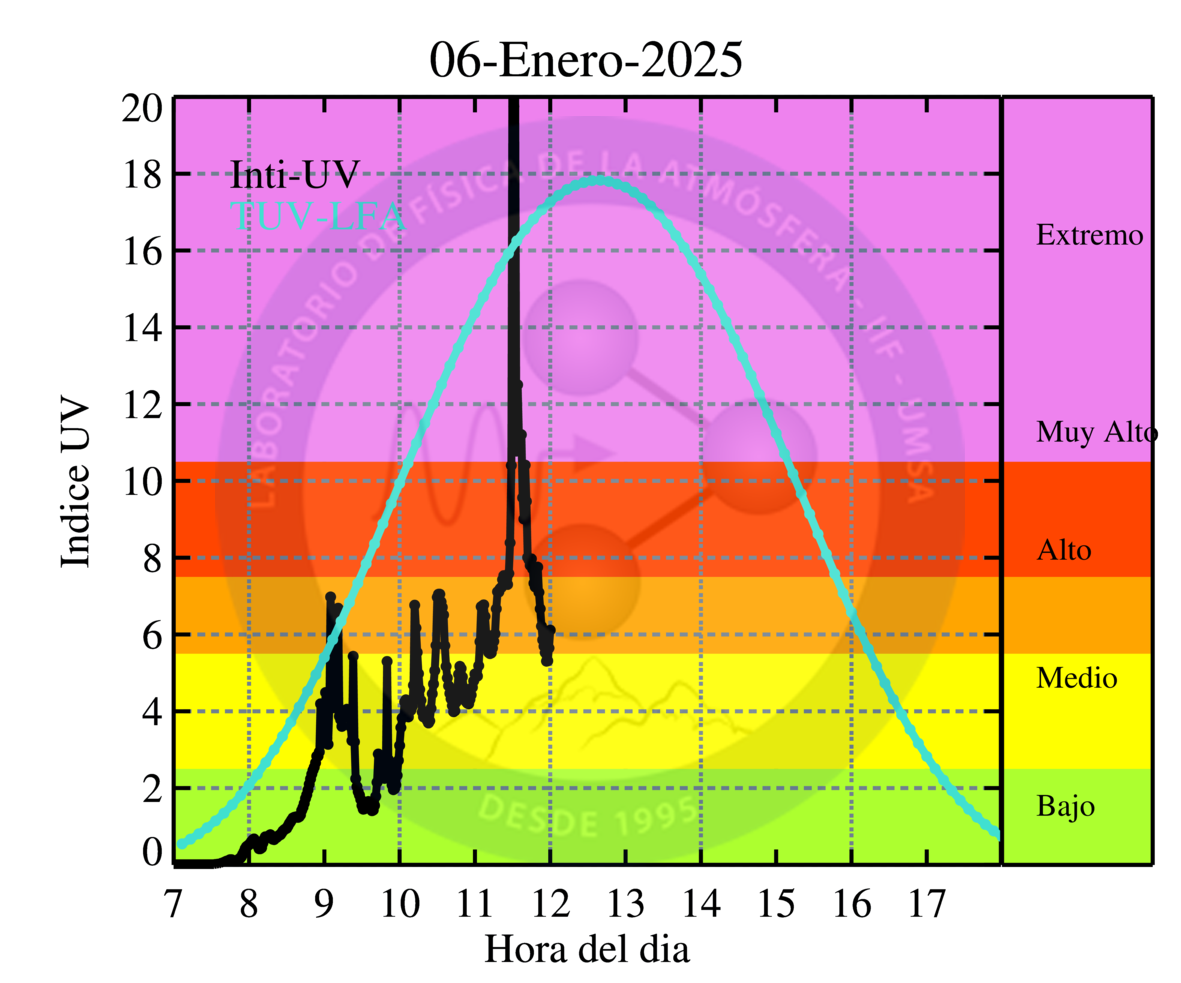 06-Enero-2025
Inti-UV
TUV-LFA
LABORATORIO DE FÍSICA DE LA ATMÓSFERA - IIF - UMSA
DESDE 1995
Indice UV
20
18
16
14
12
10
8
6
4
2
0
Extremo
Muy Alto
Alto
Medio
Bajo
7 8 9 10 11 12 13 14 15 16 17
Hora del dia